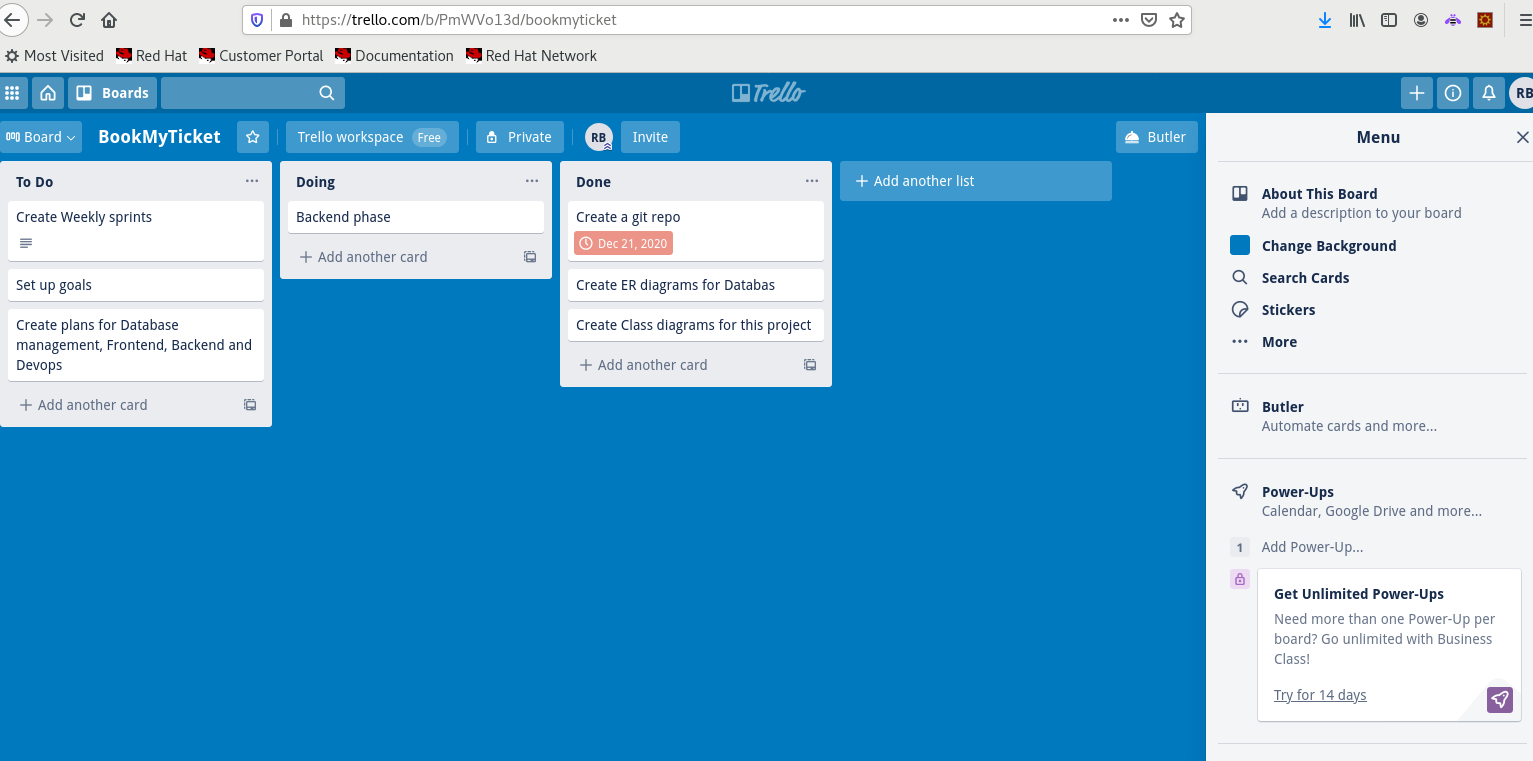 https://trello.com/b/PmWVo13d/bookmyticket
Most Visited Red Hat Customer Portal Documentation Red Hat Network
Boards
Trello
RB
Board
BookMyTicket
Trello workspace Free
Private
RB
Invite
Butler
To Do
Create Weekly sprints
Set up goals
Create plans for Database
management, Frontend, Backend and
Devops
Add another card
Doing
Backend phase
Add another card
Done
Create a git repo
Dec 21, 2020
Create ER diagrams for Databas
Create Class diagrams for this project
Add another card
Add another list
Menu
About This Board
Add a description to your board
Change Background
Search Cards
Stickers
More
Butler
Automate cards and more...
Power-Ups
Calendar, Google Drive and more...
1 Add Power-Up...
Get Unlimited Power-Ups
Need more than one Power-Up per
board? Go unlimited with Business
Class!
Try for 14 days